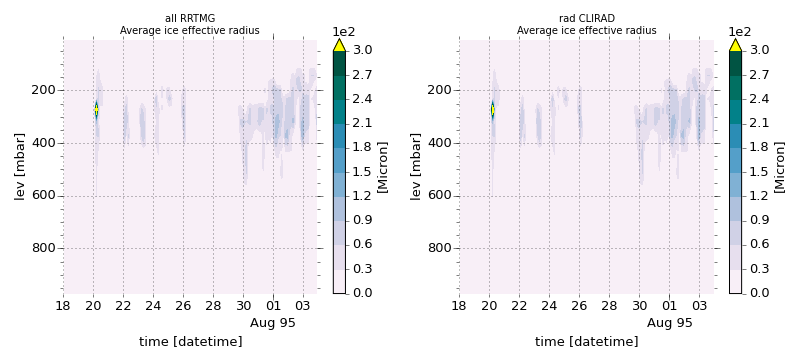 all RRTMG
Average ice effective radius
lev [mbar]
200
400
600
800
18 20 22 24 26 28 30 01 03
Aug 95
time [datetime]
1e2
3.0
2.7
2.4
2.1
1.8
1.5
1.2
0.9
0.6
0.3
0.0
[Micron]
rad CLIRAD
Average ice effective radius
lev [mbar]
200
400
600
800
18 20 22 24 26 28 30 01 03
Aug 95
time [datetime]
1e2
3.0
2.7
2.4
2.1
1.8
1.5
1.2
0.9
0.6
0.3
0.0
[Micron]